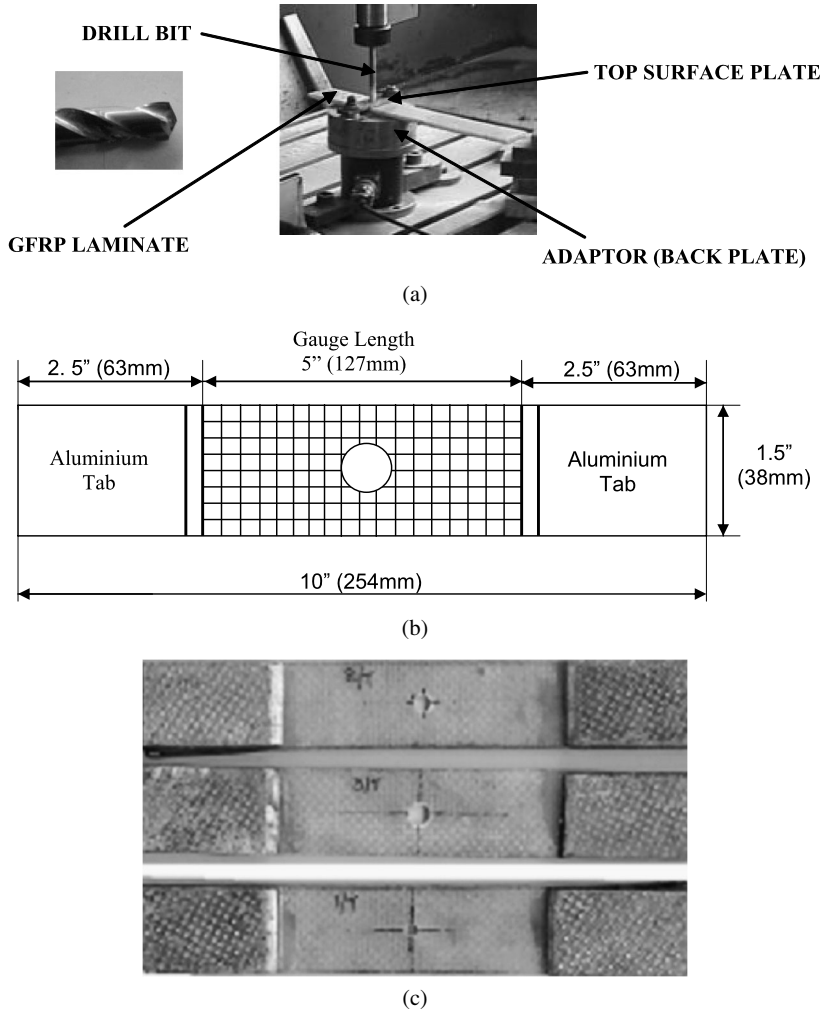 DRILL BIT
TOP SURFACE PLATE
GFRP LAMINATE
ADAPTOR (BACK PLATE)
(a)
Gauge Length
2. 5” (63mm)
5” (127mm)
2.5” (63mm)
Aluminium
Tab
Aluminium
Tab
1.5”
(38mm)
10” (254mm)
(b)
2/T
3/T
1/T
(c)